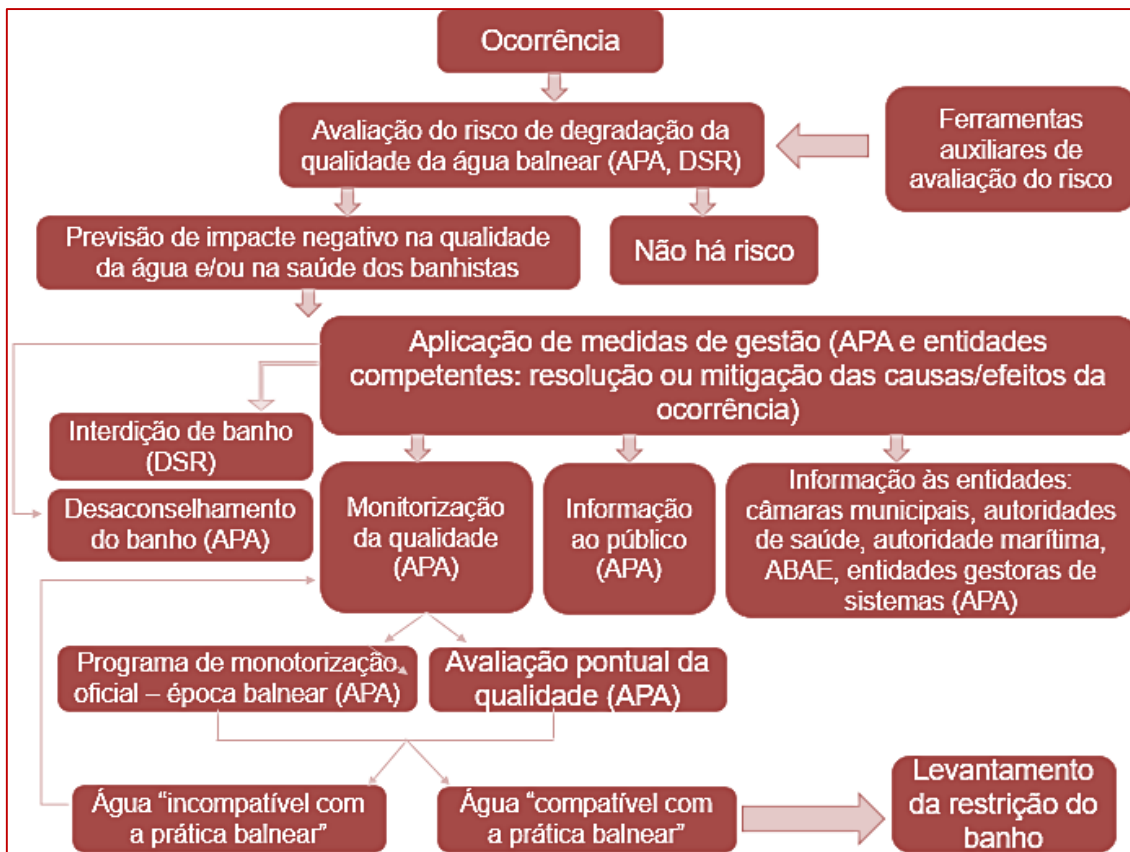 Ocorrência
Avaliação do risco de degradação da
qualidade da água balnear (APA, DSR)
Ferramentas
auxiliares de
avaliação do risco
Previsão de impacte negativo na qualidade
da água e/ou na saúde dos banhistas
Não há risco
Aplicação de medidas de gestão (APA e entidades
competentes: resolução ou mitigação das causas/efeitos da
ocorrência)
Interdição de banho
(DSR)
Desaconselhamento
do banho (APA)
Monitorização
da qualidade
(APA)
Informação
ao público
(APA)
Informação às entidades:
câmaras municipais, autoridades
de saúde, autoridade marítima,
ABAE, entidades gestoras de
sistemas (APA)
Programa de monotorização
oficial – época balnear (APA)
Avaliação pontual da
qualidade (APA)
Água “incompatível com
a prática balnear”
Água “compatível com
a prática balnear”
Levantamento
da restrição do
banho